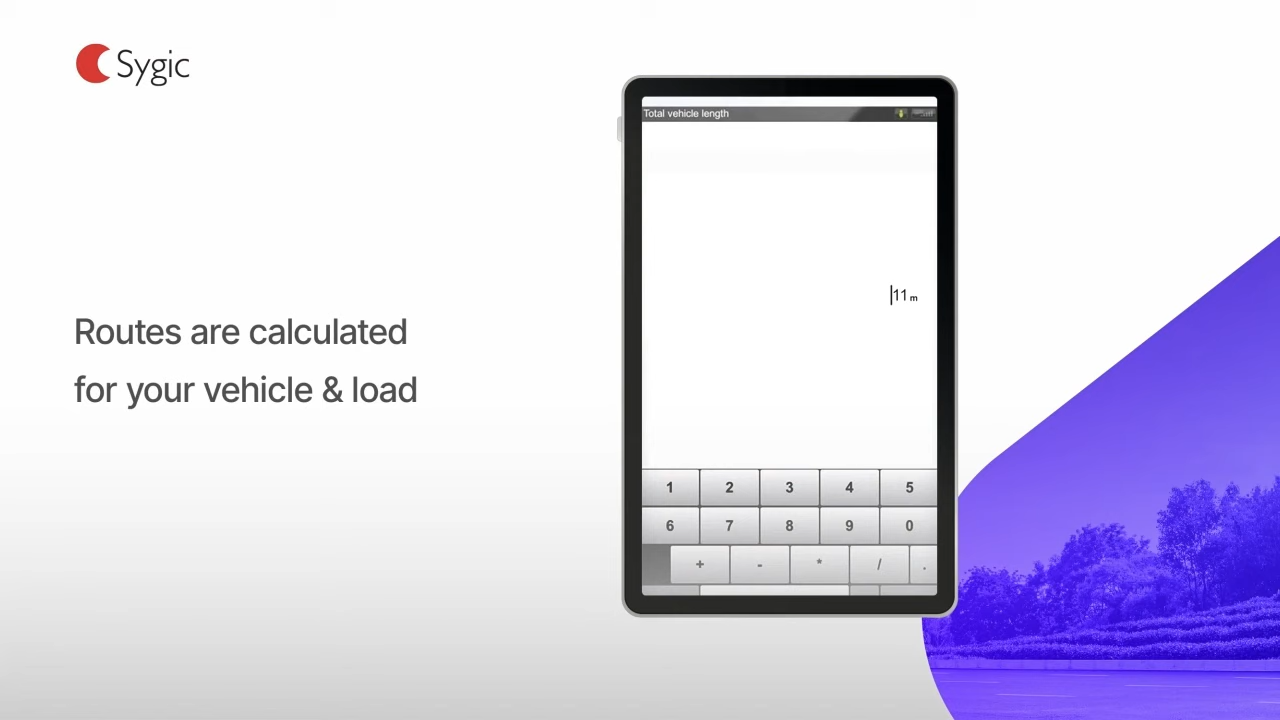 Sygic
Total vehicle length
11 m
Routes are calculated
for your vehicle & load
1 2 3 4 5
6 7 8 9 0
+ - * / .